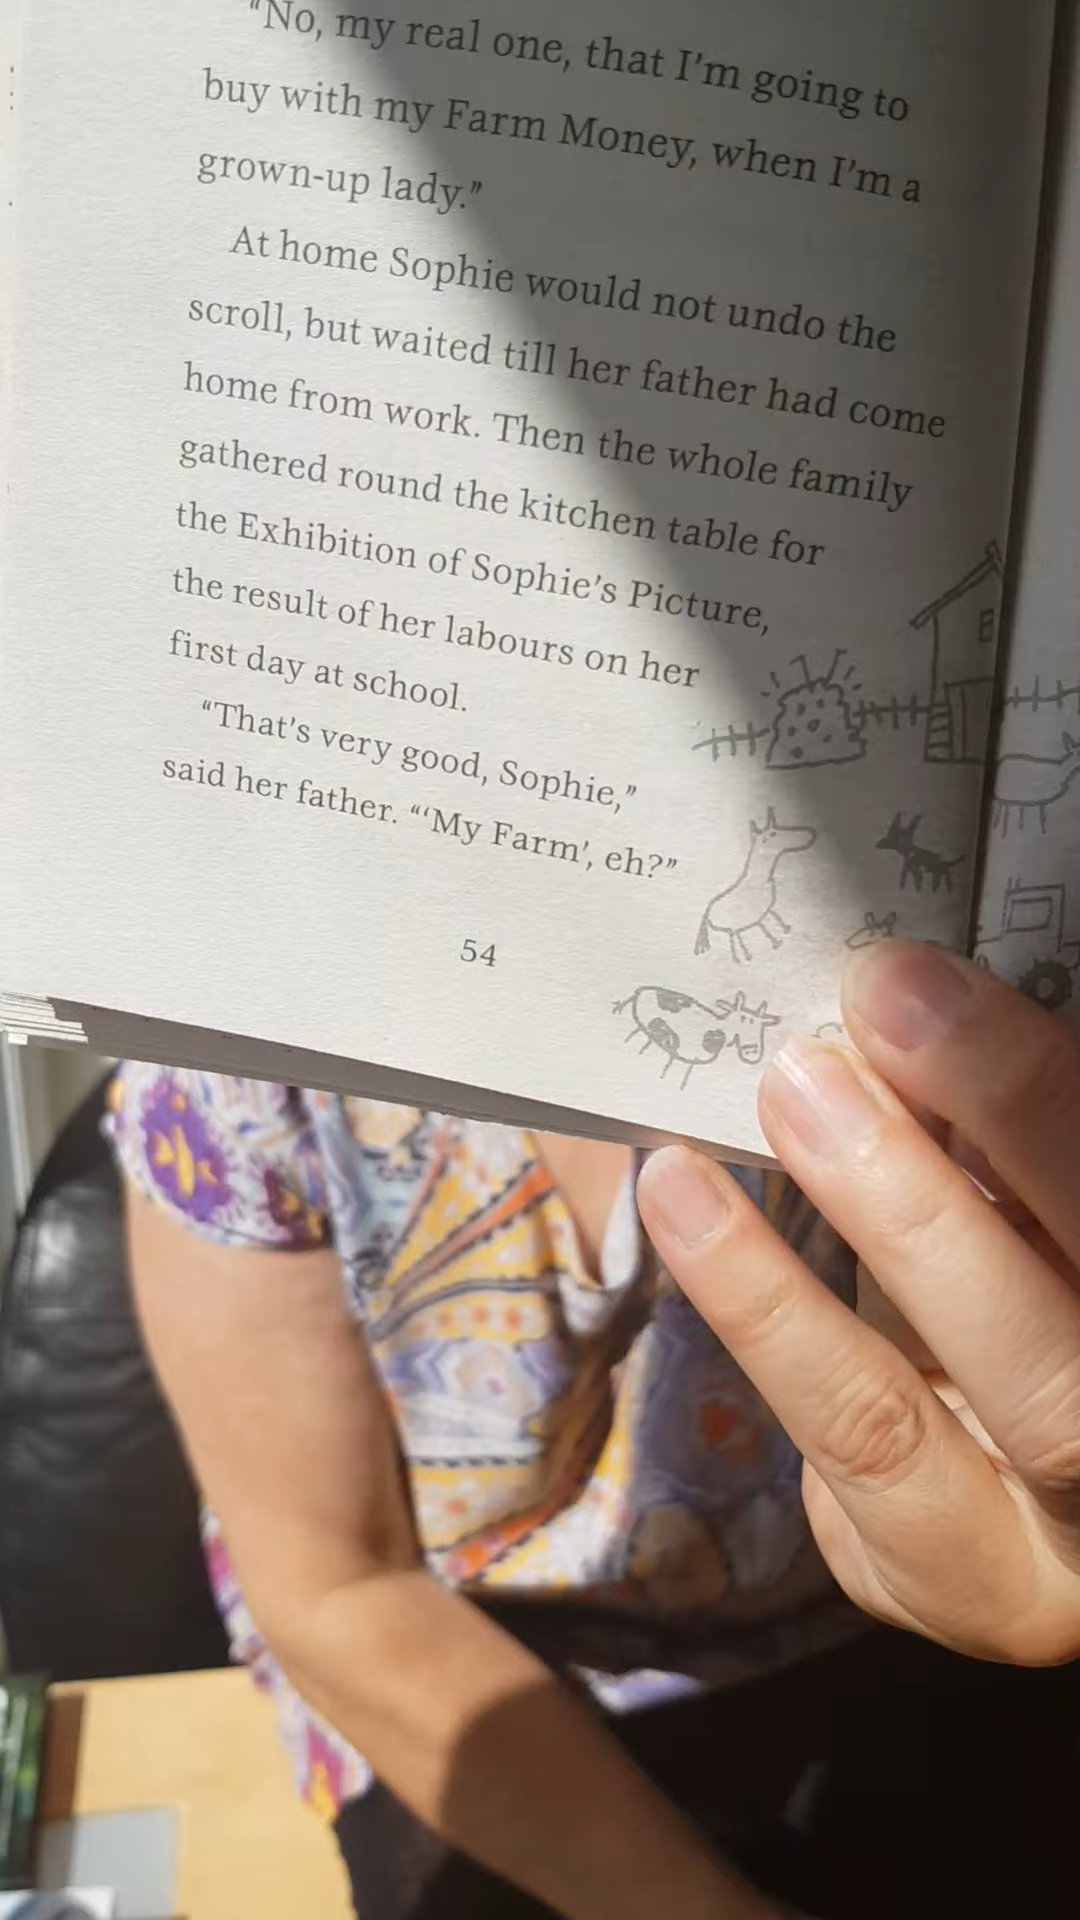 "No, my real one, that I'm going to
buy with my Farm Money, when I'm a
grown-up lady."
At home Sophie would not undo the
scroll, but waited till her father had come
home from work. Then the whole family
gathered round the kitchen table for
the Exhibition of Sophie's Picture,
the result of her labours on her
first day at school.
"That's very good, Sophie,"
said her father. "'My Farm', eh?"
54